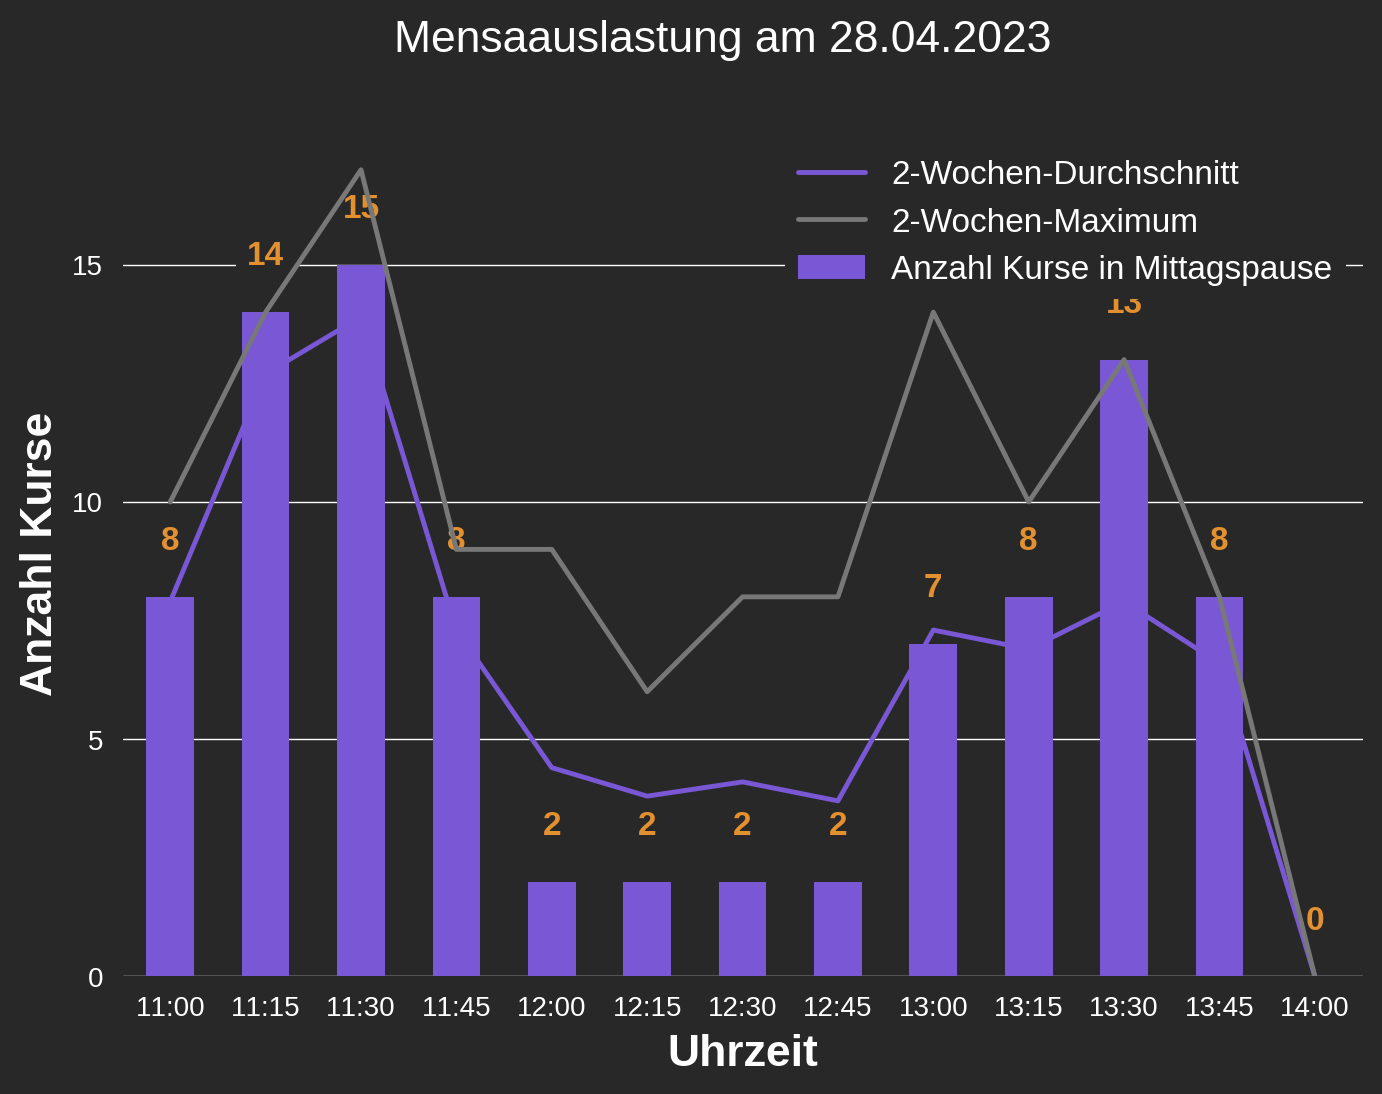 Mensaauslastung am 28.04.2023
2-Wochen-Durchschnitt
2-Wochen-Maximum
Anzahl Kurse in Mittagspause
15
10
5
0
Anzahl Kurse
8
14
15
8
2
2
2
2
7
8
13
8
0
11:00 11:15 11:30 11:45 12:00 12:15 12:30 12:45 13:00 13:15 13:30 13:45 14:00
Uhrzeit